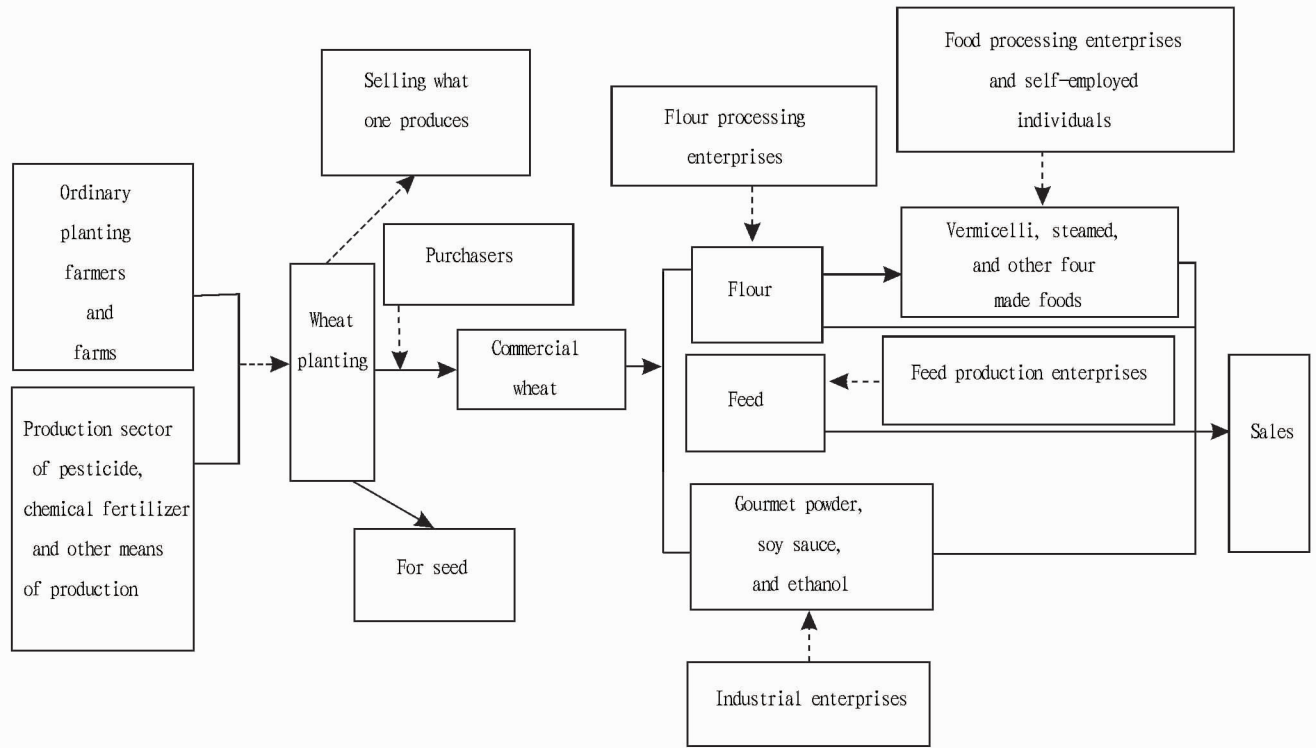 Food processing enterprises
and self-employed
individuals
Selling what
one produces
Flour processing
enterprises
Ordinary
planting
farmers
and
farms
Vermicelli, steamed,
and other four
made foods
Purchasers
Flour
Wheat
planting
Commercial
wheat
Feed production enterprises
Feed
Sales
Production sector
of pesticide,
chemical fertilizer
and other means
of production
Gourmet powder,
soy sauce,
and ethanol
For seed
Industrial enterprises